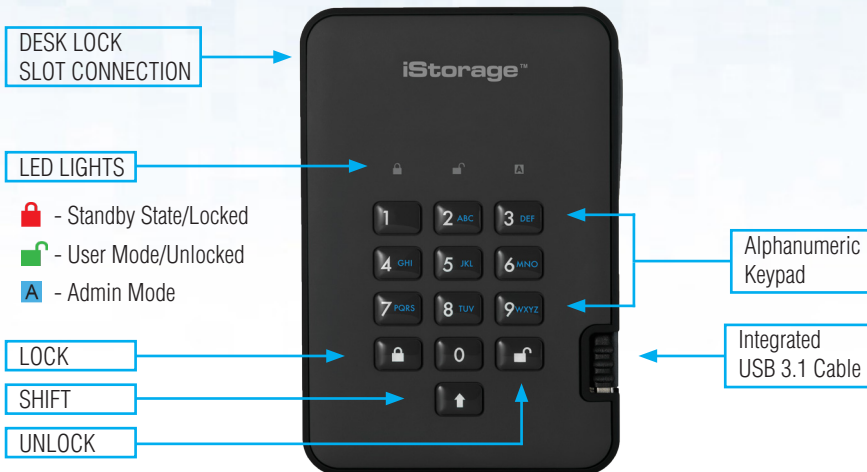 DESK LOCK
SLOT CONNECTION
iStorage™
LED LIGHTS
A
- Standby State/Locked
- User Mode/Unlocked
A - Admin Mode
1
2 ABC
3 DEF
4 GHI
5 JKL
6 MNO
7 PQRS
8 TUV
9 WXYZ
0
Alphanumeric
Keypad
Integrated
USB 3.1 Cable
LOCK
SHIFT
UNLOCK